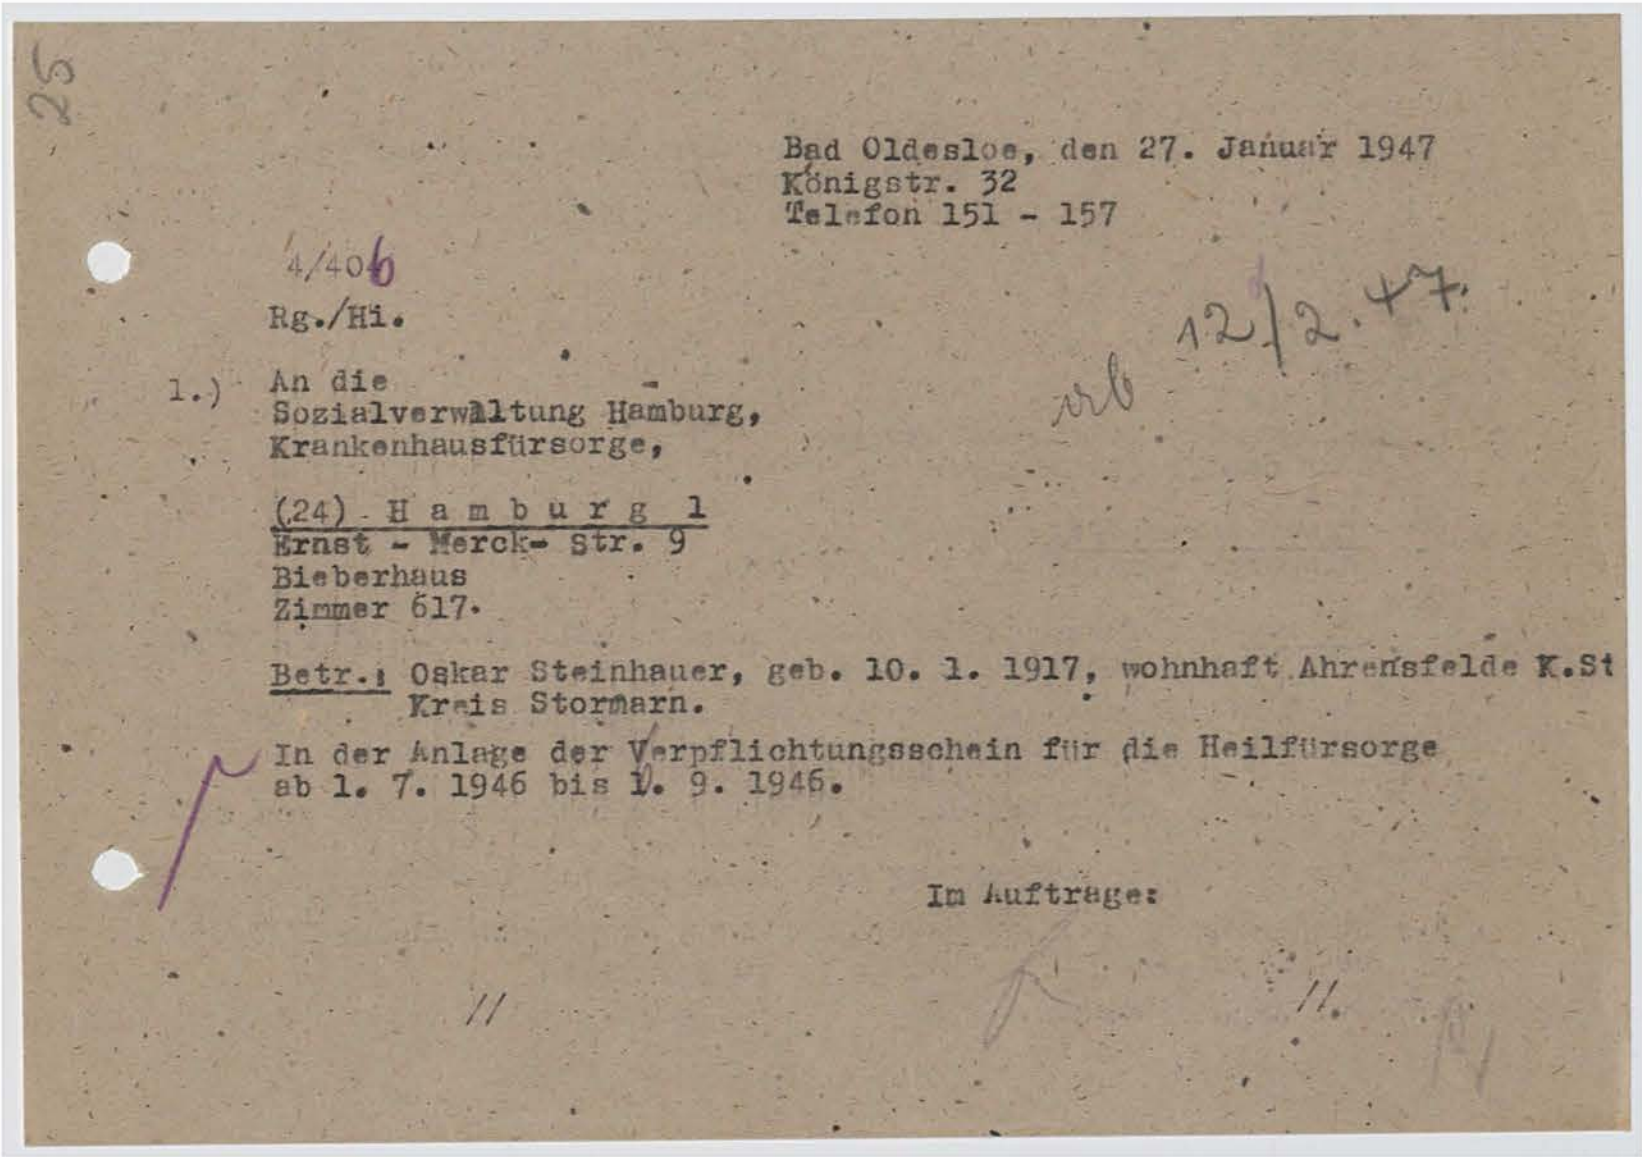 25
Bad Oldesloe, den 27. Januar 1947
Königstr. 32
Telefon 151 - 157
4/406
Rg./Hi.
12/2.47.
1.) An die
Sozialverwaltung Hamburg,
Krankenhausfürsorge,
(24) H a m b u r g 1
Ernst - Merck- Str. 9
Bieberhaus
Zimmer 617.
Betr.: Oskar Steinhauer, geb. 10. 1. 1917, wohnhaft Ahrensfelde K.St
Kreis Stormarn.
In der Anlage der Verpflichtungsschein für die Heilfürsorge
ab 1. 7. 1946 bis 1. 9. 1946.
Im Auftrage: